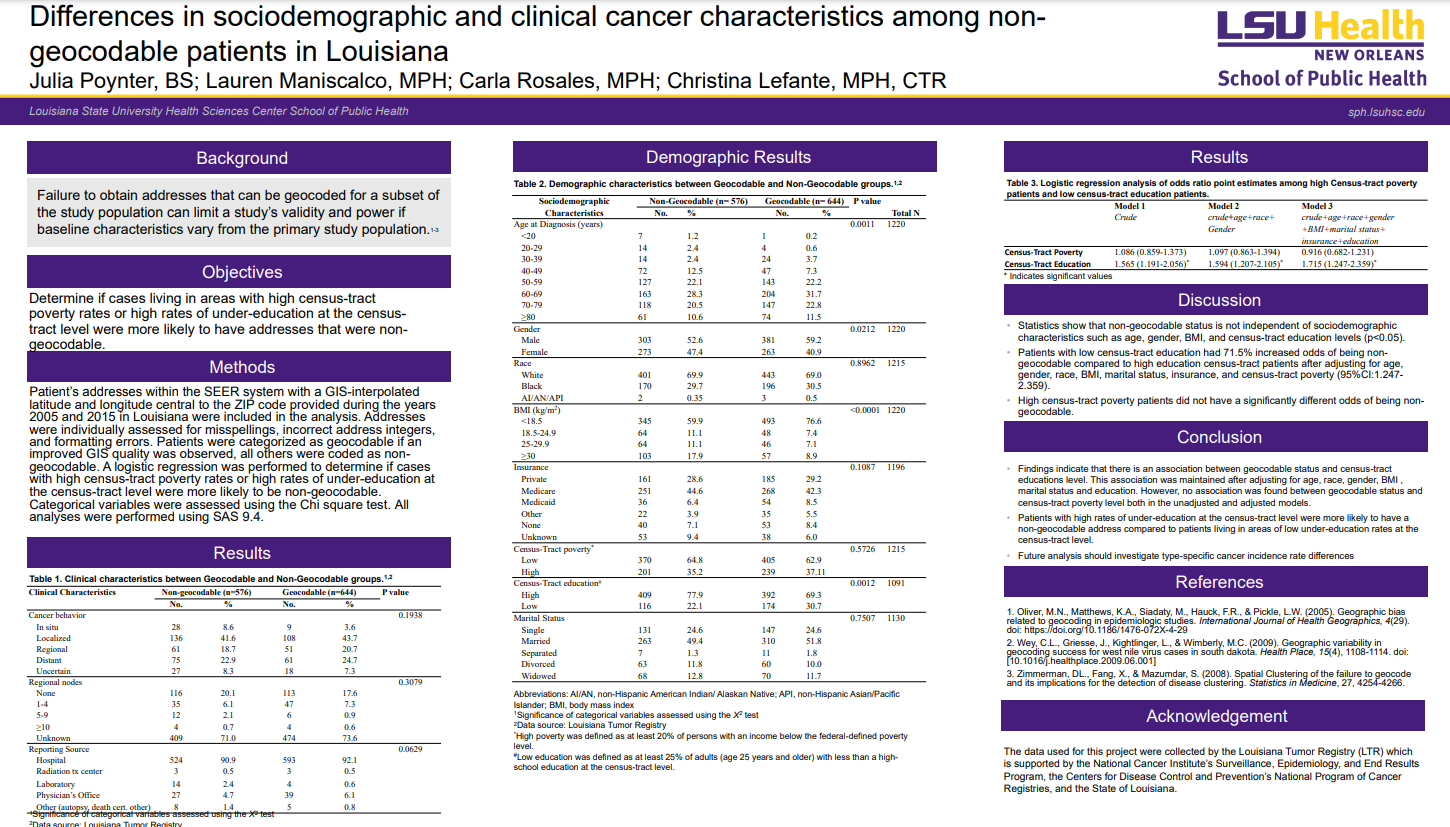 Differences in sociodemographic and clinical cancer characteristics among non-
geocodable patients in Louisiana
Julia Poynter, BS; Lauren Maniscalco, MPH; Carla Rosales, MPH; Christina Lefante, MPH, CTR
LSU Health
NEW ORLEANS
School of Public Health
Louisiana State University Health Sciences Center School of Public Health
sph.lsuhsc.edu
Background
Failure to obtain addresses that can be geocoded for a subset of
the study population can limit a study's validity and power if
baseline characteristics vary from the primary study population.1-3
Objectives
Determine if cases living in areas with high census-tract
poverty rates or high rates of under-education at the census-
tract level were more likely to have addresses that were non-
geocodable.
Methods
Patient's addresses within the SEER system with a GIS-interpolated
latitude and longitude central to the ZIP code provided during the years
2005 and 2015 in Louisiana were included in the analysis. Addresses
were individually assessed for misspellings, incorrect address integers,
and formatting errors. Patients were categorized as geocodable if an
improved GIS quality was observed, all others were coded as non-
geocodable. A logistic regression was performed to determine if cases
with high census-tract poverty rates or high rates of under-education at
the census-tract level were more likely to be non-geocodable.
Categorical variables were assessed using the Chi square test. All
analyses were performed using SAS 9.4.
Results
Table 1. Clinical characteristics between Geocodable and Non-Geocodable groups.1,2
Clinical Characteristics Non-geocodable (n=576) Geocodable (n=644) P value
No. % No. %
Cancer behavior 0.1938
In situ 28 8.6 9 3.6
Localized 136 41.6 108 43.7
Regional 61 18.7 51 20.7
Distant 75 22.9 61 24.7
Uncertain 27 8.3 18 7.3
Regional nodes 0.3079
None 116 20.1 113 17.6
1-4 35 6.1 47 7.3
5-9 12 2.1 6 0.9
≥10 4 0.7 4 0.6
Unknown 409 71.0 474 73.6
Reporting Source 0.0629
Hospital 524 90.9 593 92.1
Radiation tx center 3 0.5 3 0.5
Laboratory 14 2.4 4 0.6
Physician's Office 27 4.7 39 6.1
Other (autopsy, death cert. other) 8 1.4 5 0.8
1Significance of categorical variables assessed using the X² test
2Data source: Louisiana Tumor Registry
Demographic Results
Table 2. Demographic characteristics between Geocodable and Non-Geocodable groups.1,2
Sociodemographic Non-Geocodable (n= 576) Geocodable (n= 644) P value
Characteristics No. % No. % Total N
Age at Diagnosis (years) 0.0011 1220
<20 7 1.2 1 0.2
20-29 14 2.4 4 0.6
30-39 14 2.4 24 3.7
40-49 72 12.5 47 7.3
50-59 127 22.1 143 22.2
60-69 163 28.3 204 31.7
70-79 118 20.5 147 22.8
≥80 61 10.6 74 11.5
Gender 0.0212 1220
Male 303 52.6 381 59.2
Female 273 47.4 263 40.9
Race 0.8962 1215
White 401 69.9 443 69.0
Black 170 29.7 196 30.5
AI/AN/API 2 0.35 3 0.5
BMI (kg/m²) <0.0001 1220
<18.5 345 59.9 493 76.6
18.5-24.9 64 11.1 48 7.4
25-29.9 64 11.1 46 7.1
≥30 103 17.9 57 8.9
Insurance 0.1087 1196
Private 161 28.6 185 29.2
Medicare 251 44.6 268 42.3
Medicaid 36 6.4 54 8.5
Other 22 3.9 35 5.5
None 40 7.1 53 8.4
Unknown 53 9.4 38 6.0
Census-Tract poverty* 0.5726 1215
Low 370 64.8 405 62.9
High 201 35.2 239 37.11
Census-Tract education# 0.0012 1091
High 409 77.9 392 69.3
Low 116 22.1 174 30.7
Marital Status 0.7507 1130
Single 131 24.6 147 24.6
Married 263 49.4 310 51.8
Separated 7 1.3 11 1.8
Divorced 63 11.8 60 10.0
Widowed 68 12.8 70 11.7
Abbreviations: AI/AN, non-Hispanic American Indian/ Alaskan Native; API, non-Hispanic Asian/Pacific
Islander; BMI, body mass index
1Significance of categorical variables assessed using the X² test
2Data source: Louisiana Tumor Registry
*High poverty was defined as at least 20% of persons with an income below the federal-defined poverty
level.
#Low education was defined as at least 25% of adults (age 25 years and older) with less than a high-
school education at the census-tract level.
Results
Table 3. Logistic regression analysis of odds ratio point estimates among high Census-tract poverty
patients and low census-tract education patients.
Model 1 Model 2 Model 3
Crude crude+age+race+ crude+age+race+gender
Gender +BMI+marital status+
insurance+education
Census-Tract Poverty 1.086 (0.859-1.373) 1.097 (0.863-1.394) 0.916 (0.682-1.231)
Census-Tract Education 1.565 (1.191-2.056)* 1.594 (1.207-2.105)* 1.715 (1.247-2.359)*
* Indicates significant values
Discussion
• Statistics show that non-geocodable status is not independent of sociodemographic
characteristics such as age, gender, BMI, and census-tract education levels (p<0.05).
• Patients with low census-tract education had 71.5% increased odds of being non-
geocodable compared to high education census-tract patients after adjusting for age,
gender, race, BMI, marital status, insurance, and census-tract poverty (95%CI:1.247-
2.359).
• High census-tract poverty patients did not have a significantly different odds of being non-
geocodable.
Conclusion
• Findings indicate that there is an association between geocodable status and census-tract
educations level. This association was maintained after adjusting for age, race, gender, BMI ,
marital status and education. However, no association was found between geocodable status and
census-tract poverty level both in the unadjusted and adjusted models.
• Patients with high rates of under-education at the census-tract level were more likely to have a
non-geocodable address compared to patients living in areas of low under-education rates at the
census-tract level.
• Future analysis should investigate type-specific cancer incidence rate differences
References
1. Oliver, M.N., Matthews, K.A., Siadaty, M., Hauck, F.R., & Pickle, L.W. (2005). Geographic bias
related to geocoding in epidemiologic studies. International Journal of Health Geographics, 4(29).
doi: https://doi.org/10.1186/1476-072X-4-29
2. Wey, C.L., Griesse, J., Kightlinger, L., & Wimberly, M.C. (2009). Geographic variability in
geocoding success for west nile virus cases in south dakota. Health Place, 15(4), 1108-1114. doi:
[10.1016/j.healthplace.2009.06.001]
3. Zimmerman, DL., Fang, X., & Mazumdar, S. (2008). Spatial Clustering of the failure to geocode
and its implications for the detection of disease clustering. Statistics in Medicine, 27, 4254-4266.
Acknowledgement
The data used for this project were collected by the Louisiana Tumor Registry (LTR) which
is supported by the National Cancer Institute's Surveillance, Epidemiology, and End Results
Program, the Centers for Disease Control and Prevention's National Program of Cancer
Registries, and the State of Louisiana.